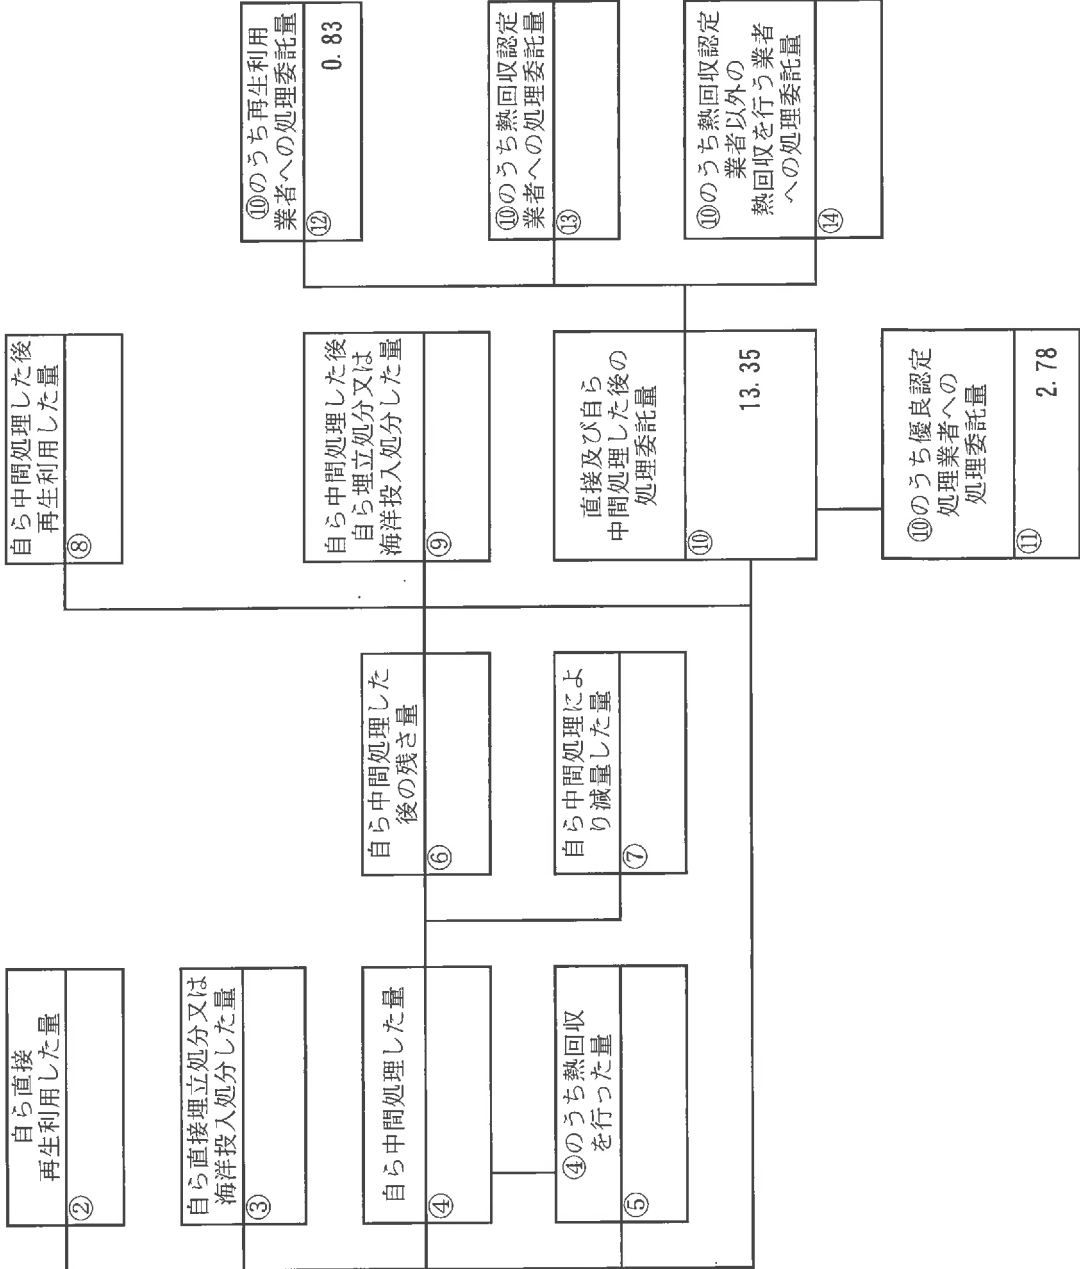 自ら直接
再生利用した量
②
自ら直接埋立処分又は
海洋投入処分した量
③
自ら中間処理した量
④
④のうち熱回収
を行った量
⑤
自ら中間処理した
後の残さ量
⑥
自ら中間処理によ
り減量した量
⑦
自ら中間処理した後
再生利用した量
⑧
自ら中間処理した後
自ら埋立処分又は
海洋投入処分した量
⑨
直接及び自ら
中間処理した後の
処理委託量
⑩
13.35
⑩のうち優良認定
処理業者への
処理委託量
⑪
2.78
⑩のうち再生利用
業者への処理委託量
⑫
0.83
⑩のうち熱回収認定
業者への処理委託量
⑬
⑩のうち熱回収認定
業者以外の
熱回収を行う業者
への処理委託量
⑭